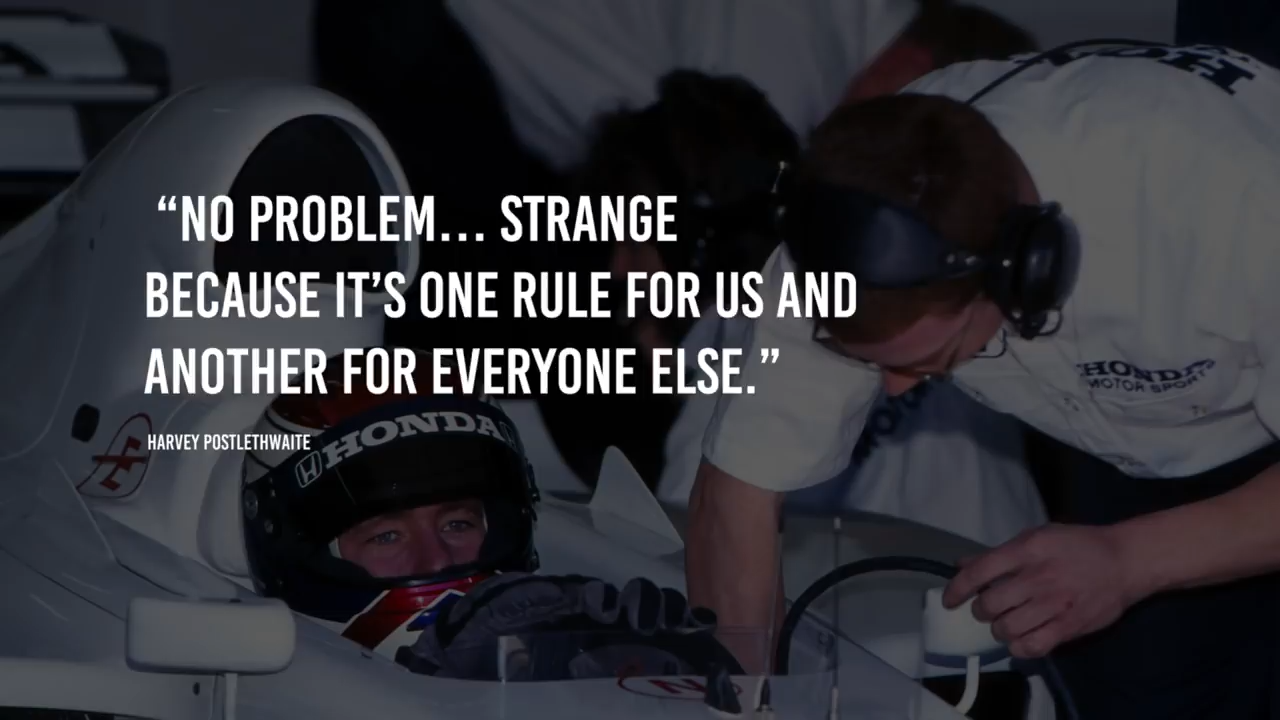 “NO PROBLEM... STRANGE
BECAUSE IT’S ONE RULE FOR US AND
ANOTHER FOR EVERYONE ELSE.”
HARVEY POSTLETHWAITE
HONDA
HONDA
HONDA
MOTOR SPORTS